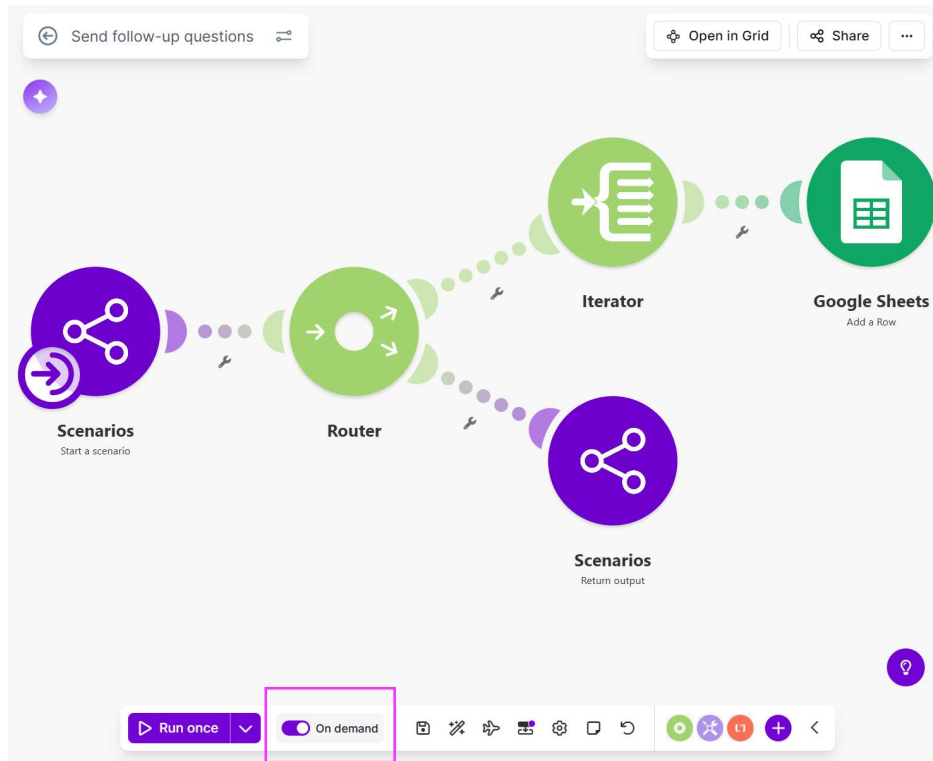 Send follow-up questions
Open in Grid
Share
Iterator
Google Sheets
Add a Row
Scenarios
Start a scenario
Router
Scenarios
Return output
Run once
On demand